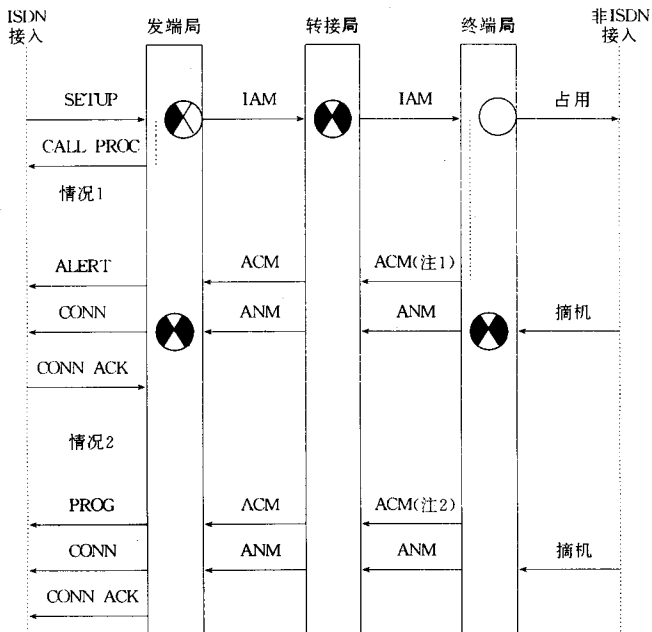 ISDN
接入
发端局
转接局
终端局
非ISDN
接入
SETUP
IAM
IAM
占用
CALL PROC
情况1
ALERT
ACM
ACM(注1)
CONN
ANM
ANM
摘机
CONN ACK
情况2
PROG
ACM
ACM(注2)
CONN
ANM
ANM
摘机
CONN ACK